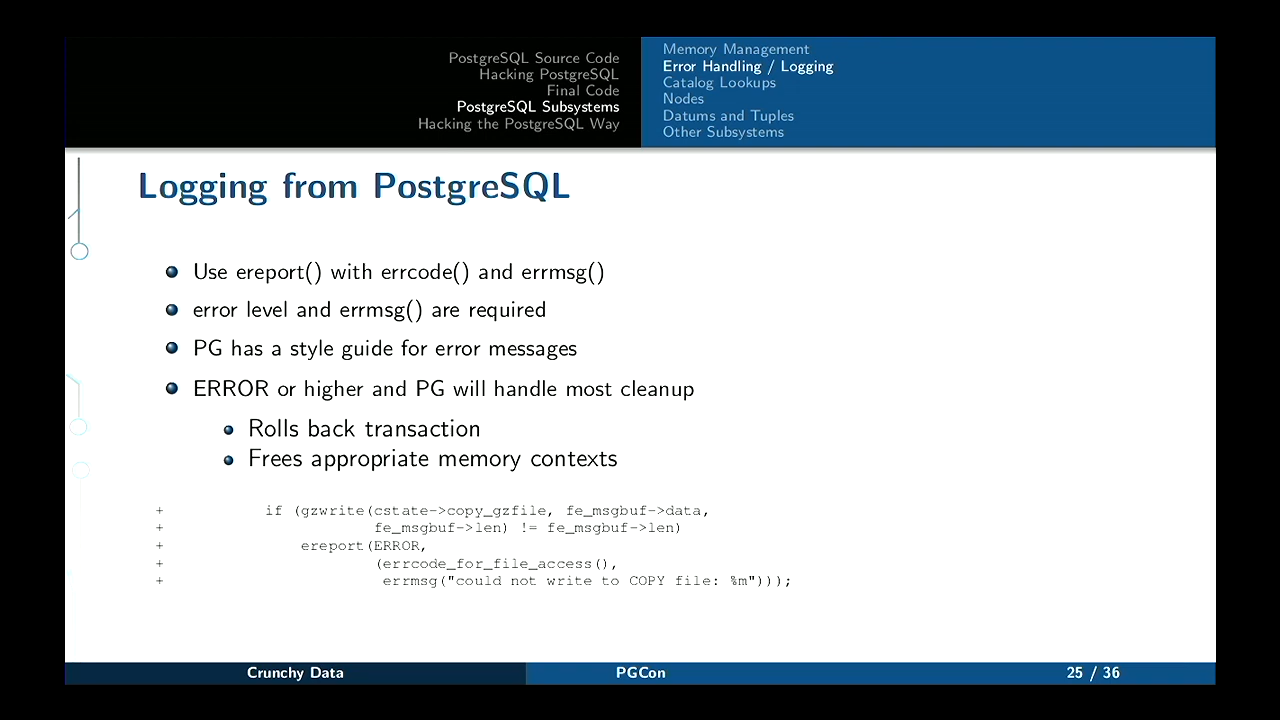 PostgreSQL Source Code
Hacking PostgreSQL
Final Code
PostgreSQL Subsystems
Hacking the PostgreSQL Way
Memory Management
Error Handling / Logging
Catalog Lookups
Nodes
Datums and Tuples
Other Subsystems
Logging from PostgreSQL
Use ereport() with errcode() and errmsg()
error level and errmsg() are required
PG has a style guide for error messages
ERROR or higher and PG will handle most cleanup
Rolls back transaction
Frees appropriate memory contexts
+ if (gzwrite(cstate->copy_gzfile, fe_msgbuf->data,
+ fe_msgbuf->len) != fe_msgbuf->len)
+ ereport(ERROR,
+ (errcode_for_file_access(),
+ errmsg("could not write to COPY file: %m")));
Crunchy Data
PGCon
25 / 36